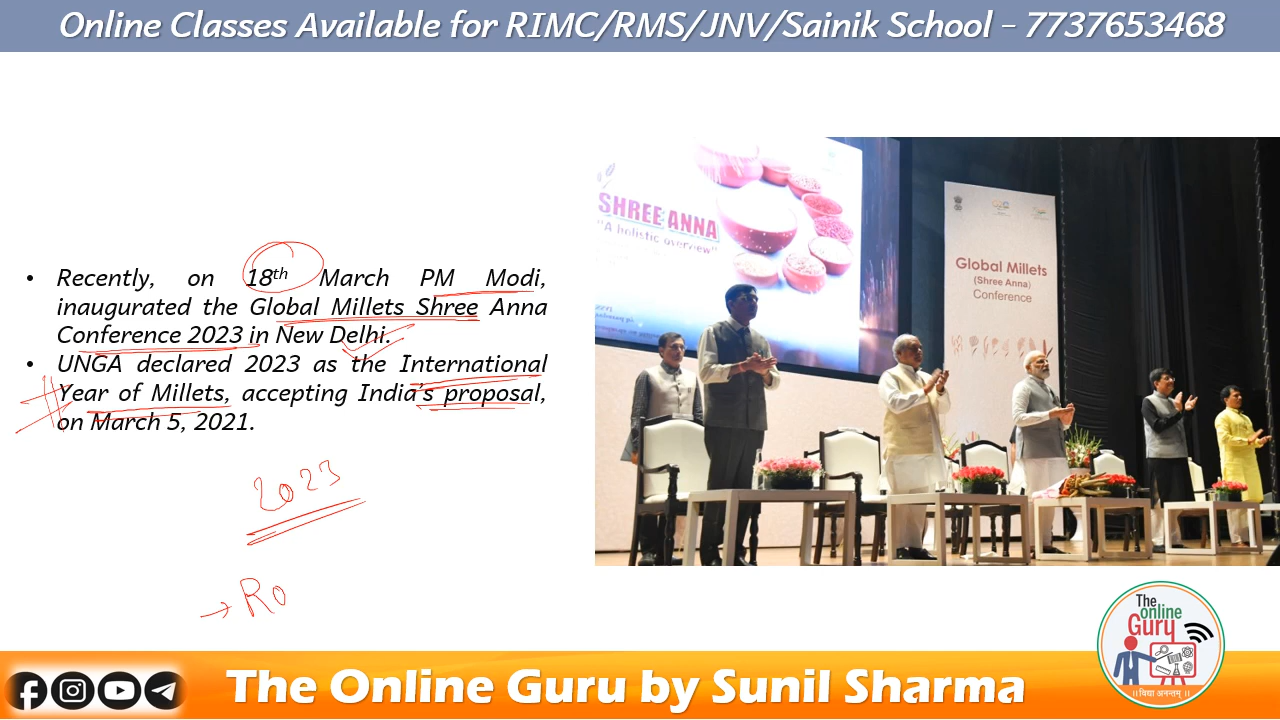 Online Classes Available for RIMC/RMS/JNV/Sainik School – 7737653468
• Recently, on 18th March PM Modi,
inaugurated the Global Millets Shree Anna
Conference 2023 in New Delhi.
• UNGA declared 2023 as the International
Year of Millets, accepting India's proposal,
on March 5, 2021.
2023
→ Ro
SHREE ANNA
"A holistic overview"
Global Millets
(Shree Anna)
Conference
The
online
Guru
॥विद्या अनन्तम्॥
The Online Guru by Sunil Sharma